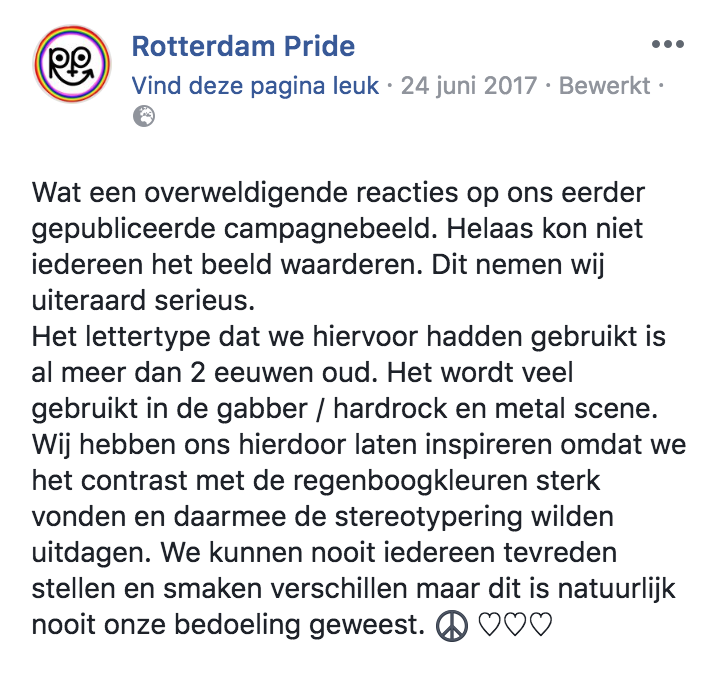 Rotterdam Pride
Vind deze pagina leuk · 24 juni 2017 · Bewerkt ·
Wat een overweldigende reacties op ons eerder
gepubliceerde campagnebeeld. Helaas kon niet
iedereen het beeld waarderen. Dit nemen wij
uiteraard serieus.
Het lettertype dat we hiervoor hadden gebruikt is
al meer dan 2 eeuwen oud. Het wordt veel
gebruikt in de gabber / hardrock en metal scene.
Wij hebben ons hierdoor laten inspireren omdat we
het contrast met de regenboogkleuren sterk
vonden en daarmee de stereotypering wilden
uitdagen. We kunnen nooit iedereen tevreden
stellen en smaken verschillen maar dit is natuurlijk
nooit onze bedoeling geweest. ☮ ♡♡♡